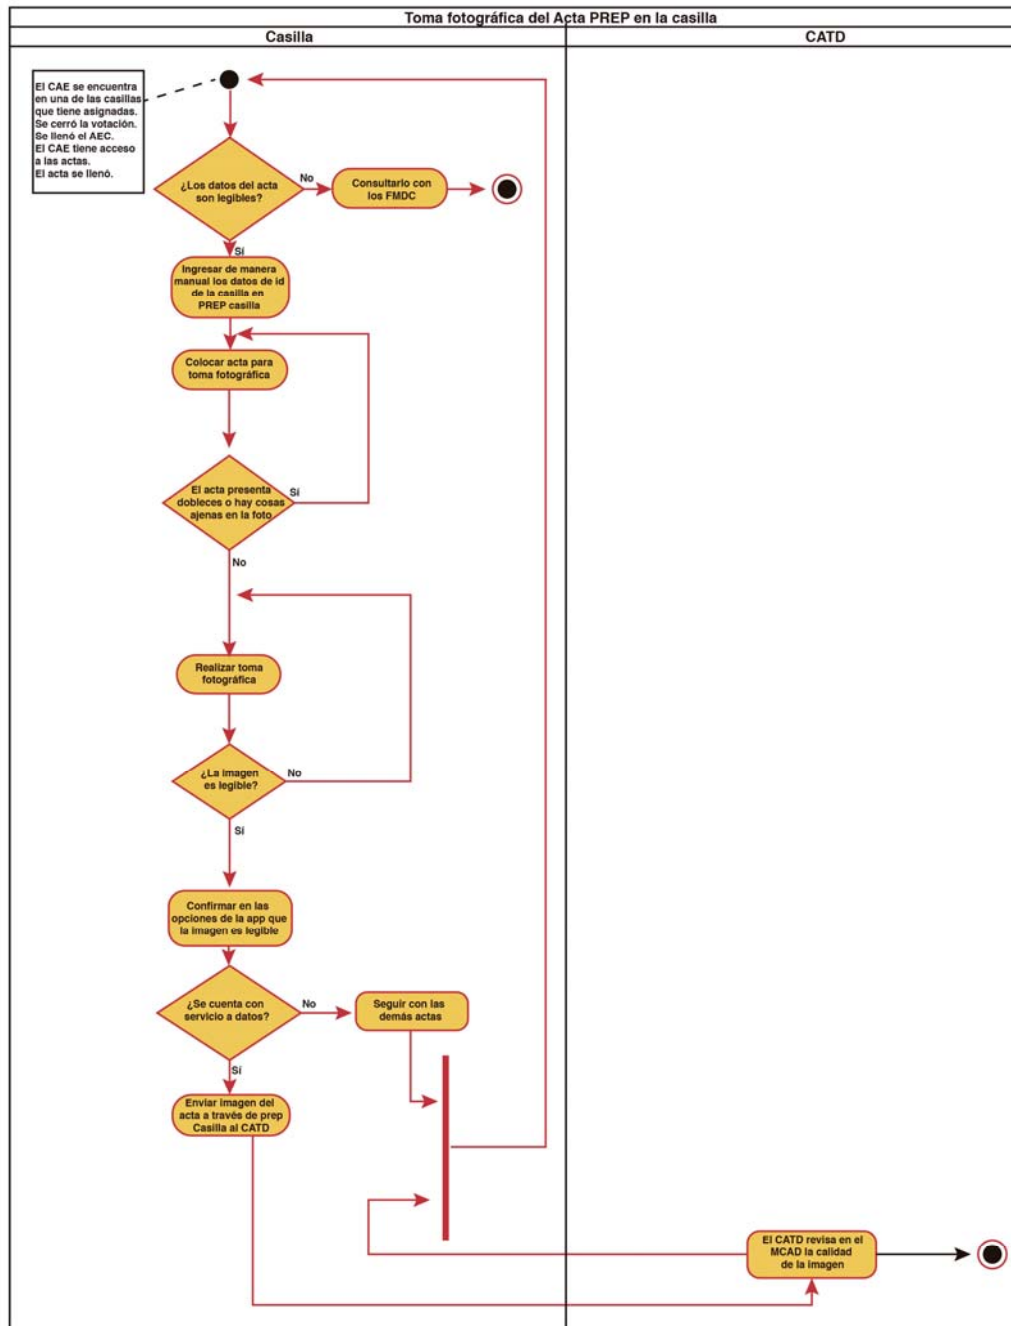 Toma fotográfica del Acta PREP en la casilla
Casilla
CATD
El CAE se encuentra
en una de las casillas
que tiene asignadas.
Se cerró la votación.
Se llenó el AEC.
El CAE tiene acceso
a las actas.
El acta se llenó.
¿Los datos del acta
son legibles?
No
Consultarlo con
los FMDC
Sí
Ingresar de manera
manual los datos de id
de la casilla en
PREP casilla
Colocar acta para
toma fotográfica
El acta presenta
dobleces o hay cosas
ajenas en la foto
Sí
No
Realizar toma
fotográfica
¿La imagen
es legible?
No
Sí
Confirmar en las
opciones de la app que
la imagen es legible
¿Se cuenta con
servicio a datos?
No
Seguir con las
demás actas
Sí
Enviar imagen del
acta a través de prep
Casilla al CATD
El CATD revisa en el
MCAD la calidad
de la imagen